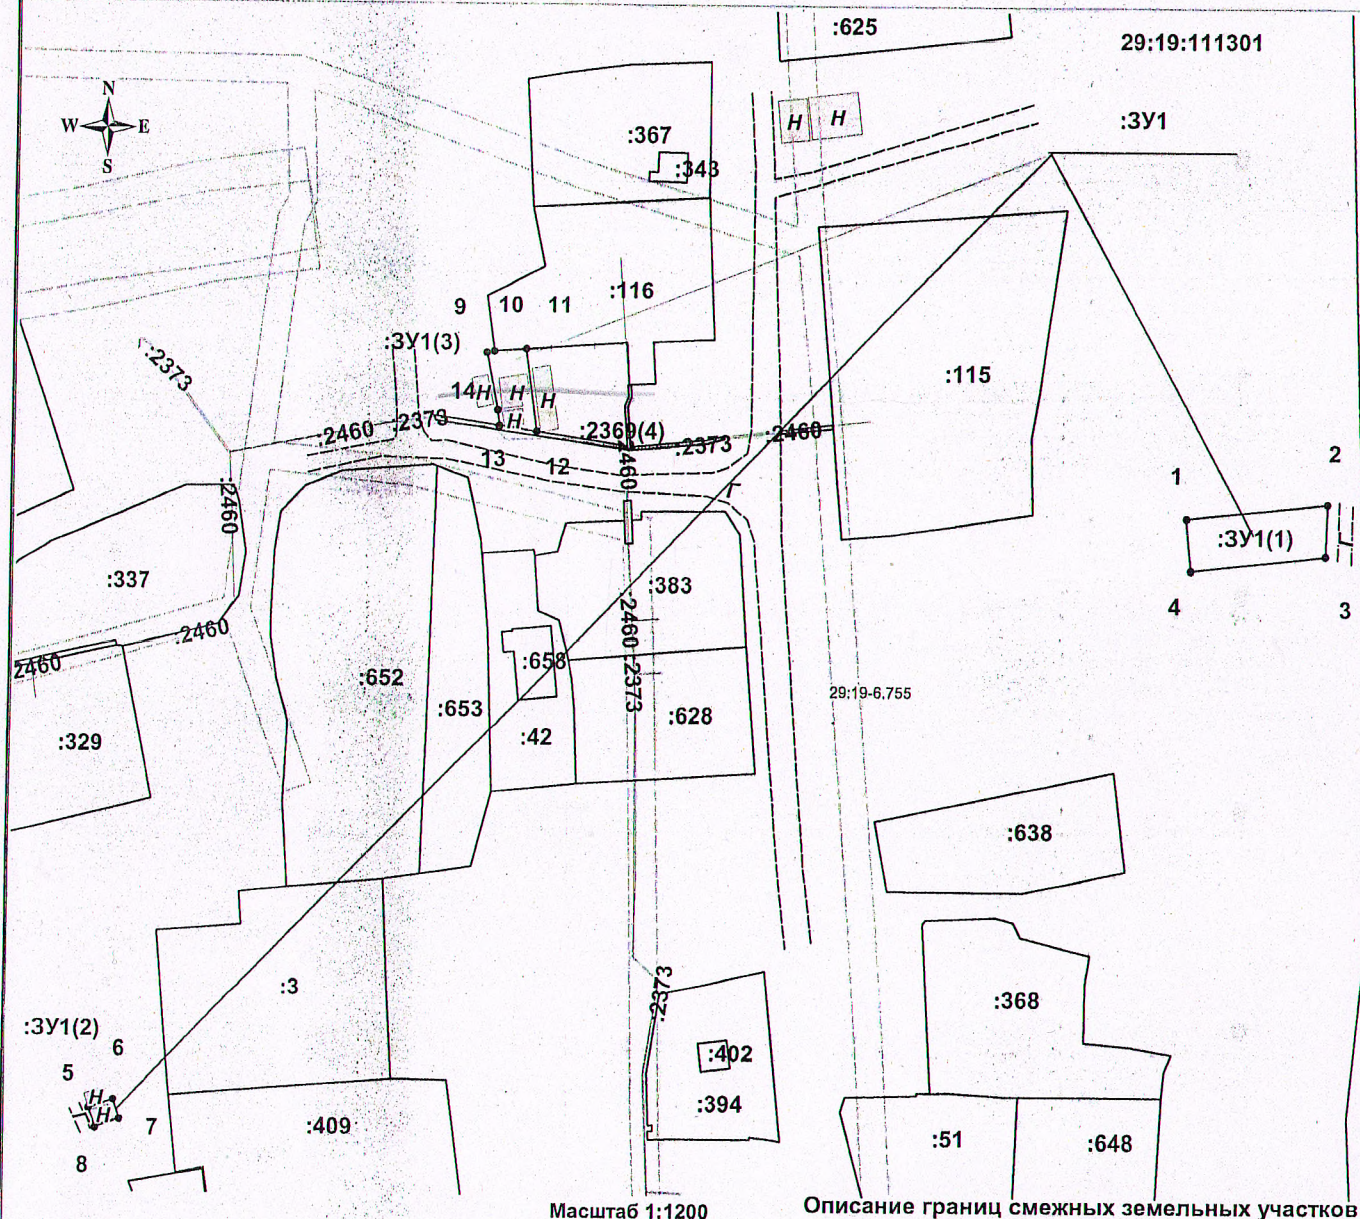 :625
29:19:111301
N
W E
S
Н Н
:ЗУ1
:367
:343
9 10 11
:116
:ЗУ1(3)
:2373
14
Н Н Н
Н
:115
:2460
:2373
:2369(4)
:2373
:2460
13
12
:2460
:2460
Г
1
2
:ЗУ1(1)
4
3
:337
:383
:2460
:2460
:2373
2460
:652
:658
:653
:628
:42
29:19-6.755
:329
:638
:3
:2373
:368
:ЗУ1(2)
6
5
Н
Н
7
8
:409
:402
:394
:51
:648
Масштаб 1:1200
Описание границ смежных земельных участков